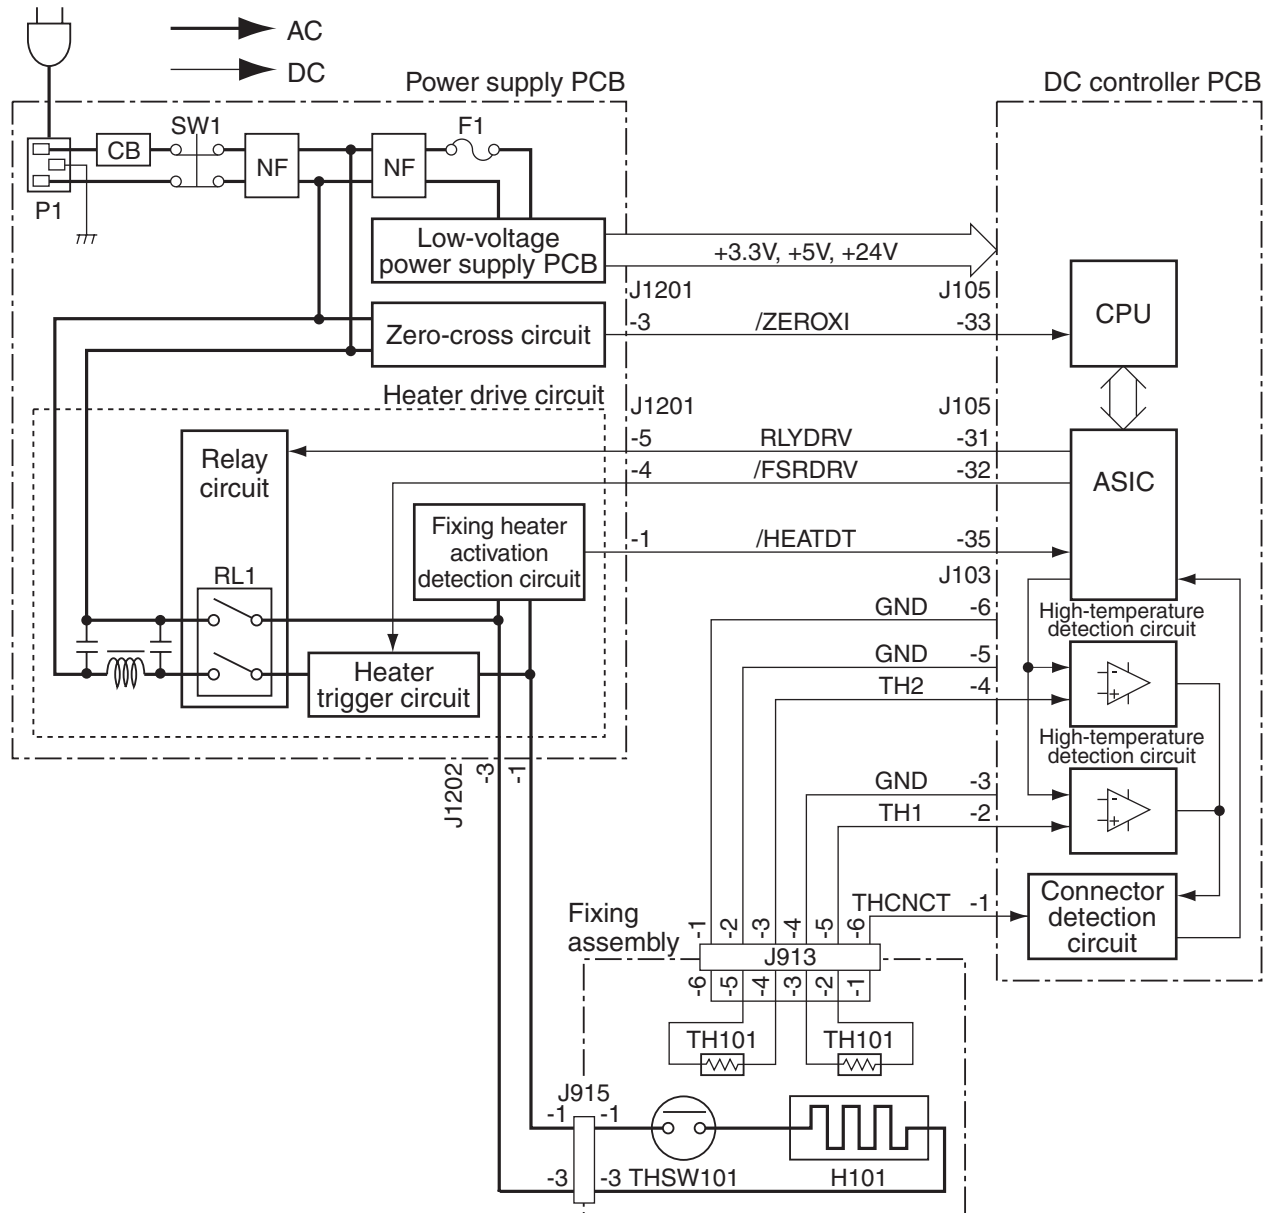 AC
DC
Power supply PCB
DC controller PCB
SW1
F1
CB
NF
NF
P1
Low-voltage
power supply PCB
+3.3V, +5V, +24V
J1201
J105
CPU
Zero-cross circuit
-3
/ZEROXI
-33
Heater drive circuit
J1201
J105
-5
RLYDRV
-31
Relay
circuit
-4
/FSRDRV
-32
ASIC
Fixing heater
activation
detection circuit
-1
/HEATDT
-35
RL1
J103
GND
-6
High-temperature
detection circuit
GND
-5
Heater
trigger circuit
TH2
-4
-
+
High-temperature
detection circuit
J1202
-3
-1
GND
-3
TH1
-2
-
+
THCNCT
-1
Connector
detection
circuit
Fixing
assembly
-1
-2
-3
-4
-5
-6
J913
-6
-5
-4
-3
-2
-1
TH101
TH101
J915
-1
-1
-3
-3
THSW101
H101